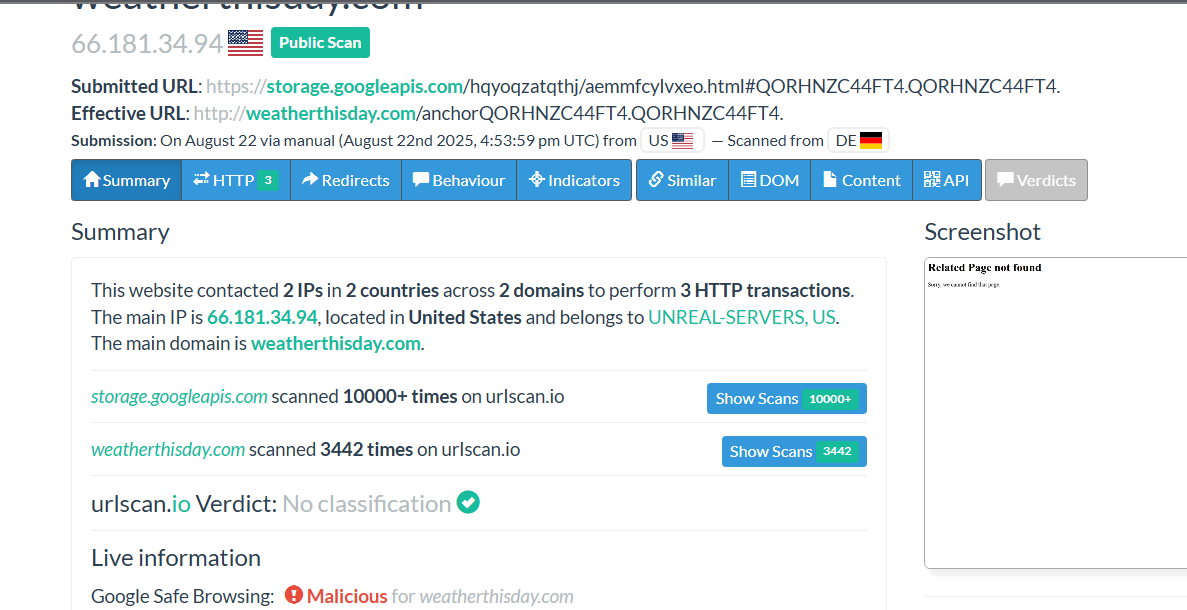 weatherthisday.com
66.181.34.94 Public Scan
Submitted URL: https://storage.googleapis.com/hqyoqzatqthj/aemmfcylvxeo.html#QORHNZC44FT4.QORHNZC44FT4.
Effective URL: http://weatherthisday.com/anchorQORHNZC44FT4.QORHNZC44FT4.
Submission: On August 22 via manual (August 22nd 2025, 4:53:59 pm UTC) from US — Scanned from DE
Summary HTTP 3 Redirects Behaviour Indicators Similar DOM Content API Verdicts
Summary
This website contacted 2 IPs in 2 countries across 2 domains to perform 3 HTTP transactions.
The main IP is 66.181.34.94, located in United States and belongs to UNREAL-SERVERS, US.
The main domain is weatherthisday.com.
storage.googleapis.com scanned 10000+ times on urlscan.io Show Scans 10000+
weatherthisday.com scanned 3442 times on urlscan.io Show Scans 3442
urlscan.io Verdict: No classification
Live information
Google Safe Browsing: Malicious for weatherthisday.com
Screenshot
Related Page not found
Sorry, we cannot find that page.